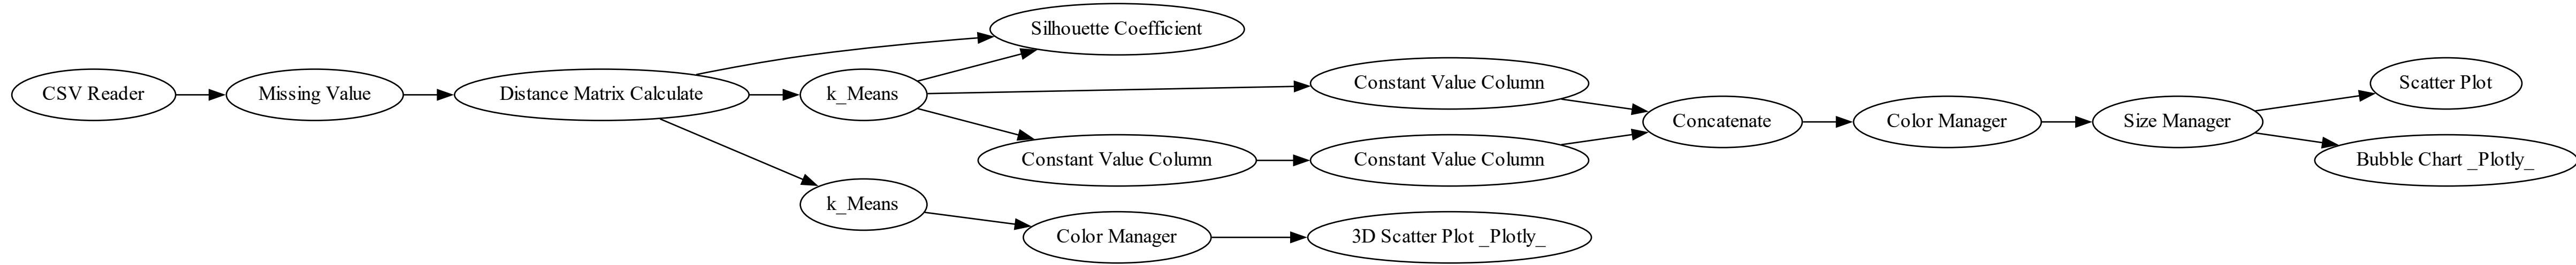 CSV Reader
Missing Value
Distance Matrix Calculate
Silhouette Coefficient
k_Means
k_Means
Constant Value Column
Constant Value Column
Constant Value Column
Color Manager
3D Scatter Plot _Plotly_
Concatenate
Color Manager
Size Manager
Scatter Plot
Bubble Chart _Plotly_